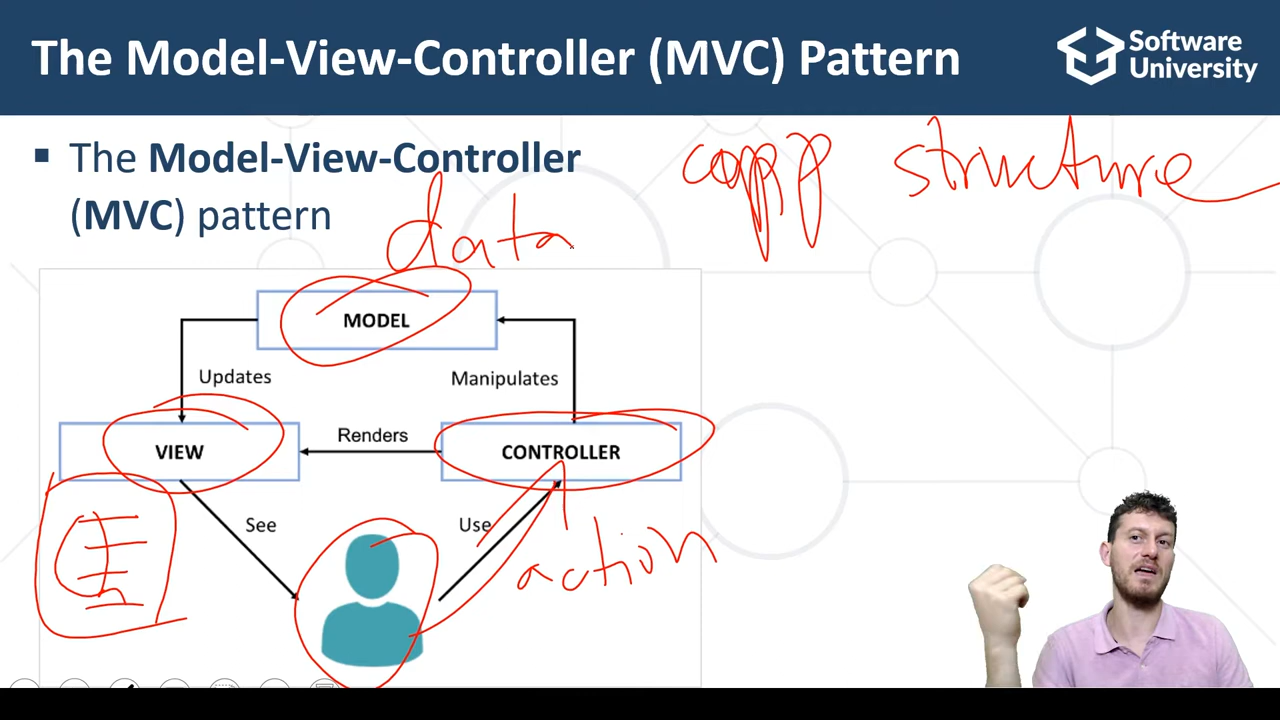 The Model-View-Controller (MVC) Pattern
Software
University
▪ The Model-View-Controller
(MVC) pattern
app structure
data
MODEL
Updates
Manipulates
VIEW
Renders
CONTROLLER
See
Use
action